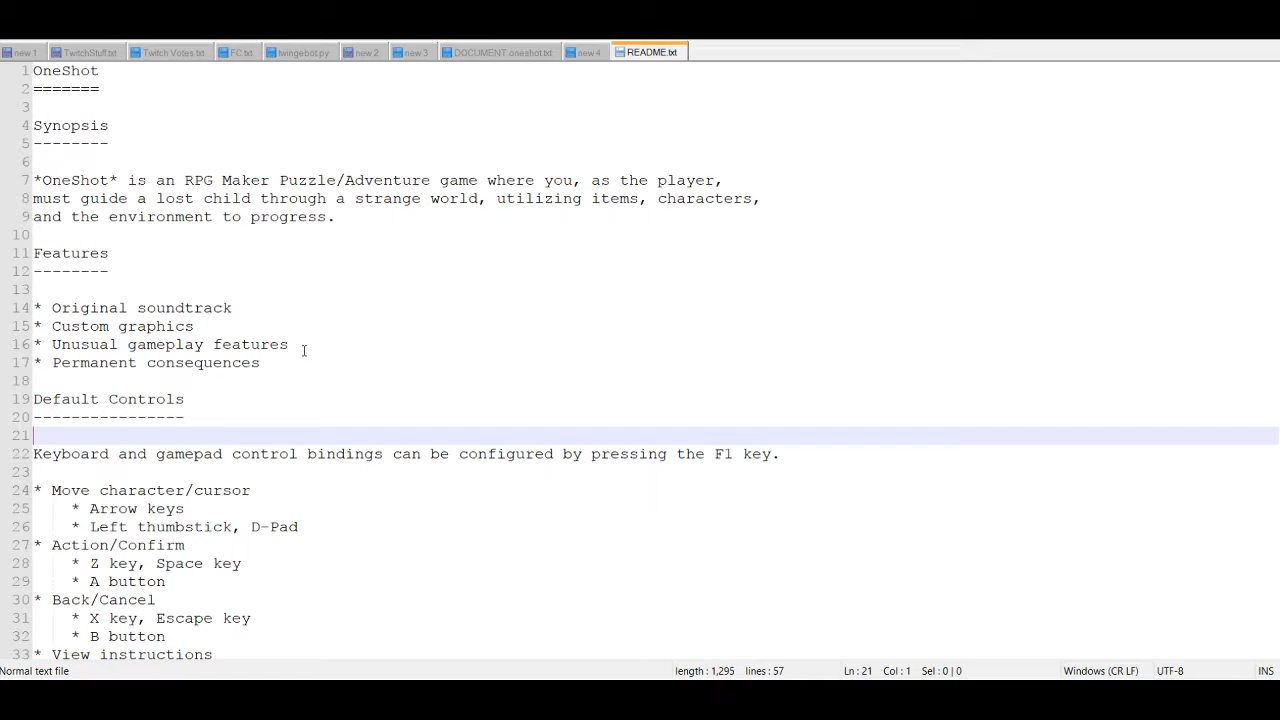 new 1 TwitchStuff.txt Twitch Votes.txt FC.txt twingebot.py new 2 new 3 DOCUMENT.oneshot.txt new 4 README.txt
1 OneShot
2 =======
3
4 Synopsis
5 --------
6
7 *OneShot* is an RPG Maker Puzzle/Adventure game where you, as the player,
8 must guide a lost child through a strange world, utilizing items, characters,
9 and the environment to progress.
10
11 Features
12 --------
13
14 * Original soundtrack
15 * Custom graphics
16 * Unusual gameplay features
17 * Permanent consequences
18
19 Default Controls
20 ----------------
21
22 Keyboard and gamepad control bindings can be configured by pressing the F1 key.
23
24 * Move character/cursor
25 * Arrow keys
26 * Left thumbstick, D-Pad
27 * Action/Confirm
28 * Z key, Space key
29 * A button
30 * Back/Cancel
31 * X key, Escape key
32 * B button
33 * View instructions
Normal text file length : 1,295 lines : 57 Ln : 21 Col : 1 Sel : 0 | 0 Windows (CR LF) UTF-8 INS